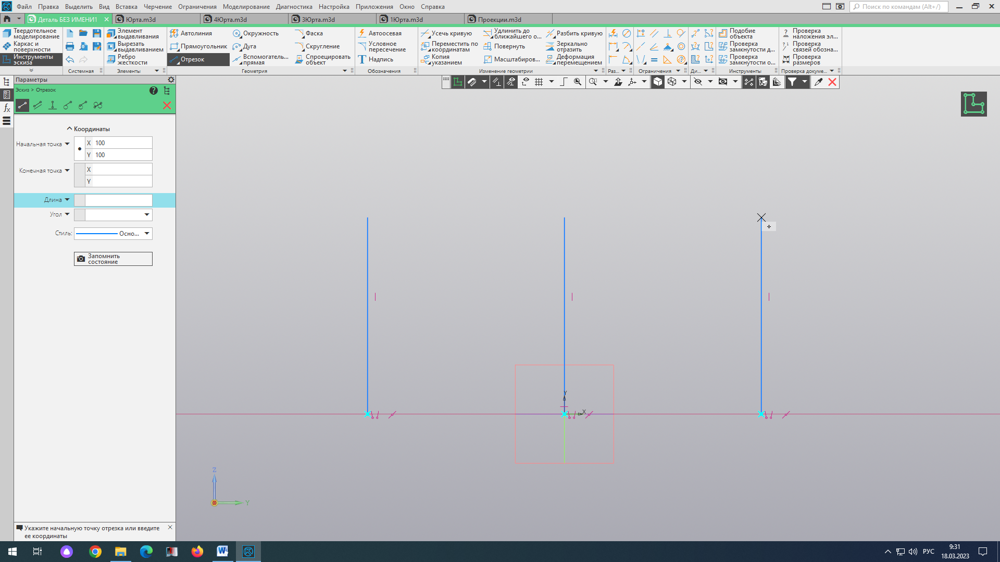 Файл Правка Выделить Вид Вставка Черчение Ограничения Моделирование Диагностика Настройка Приложения Окно Справка
Поиск по командам (Alt+/)
Деталь БЕЗ ИМЕНИ1
Юрта.m3d
4Юрта.m3d
3Юрта.m3d
1Юрта.m3d
Проекции.m3d
Твердотельное
моделирование
Каркас и
поверхности
Инструменты
эскиза
Системная
Элемент
выдавливания
Вырезать
выдавливанием
Ребро
жесткости
Элементы
Автолиния
Прямоугольник
Отрезок
Окружность
Дуга
Вспомогатель...
прямая
Фаска
Скругление
Спроецировать
объект
Геометрия
Автоосевая
Условное
пересечение
Надпись
Обозначения
Усечь кривую
Переместить по
координатам
Копия
указанием
Удлинить до
ближайшего о...
Повернуть
Масштабиров...
Разбить кривую
Зеркально
отразить
Деформация
перемещением
Изменение геометрии
Раз...
Ограничения
Ди...
Подобие
объекта
Проверка
замкнутости д...
Проверка
замкнутости о...
Инструменты
Проверка
наложения эл...
Проверка
связей обозна...
Проверка
размеров
Проверка докуме...
Параметры
Эскиз > Отрезок
Координаты
Начальная точка
X 100
Y 100
Конечная точка
X
Y
Длина
Угол
Стиль:
Осно...
Запомнить
состояние
Y
X
Z
Y
Укажите начальную точку отрезка или введите
ее координаты
РУС
9:31
18.03.2023